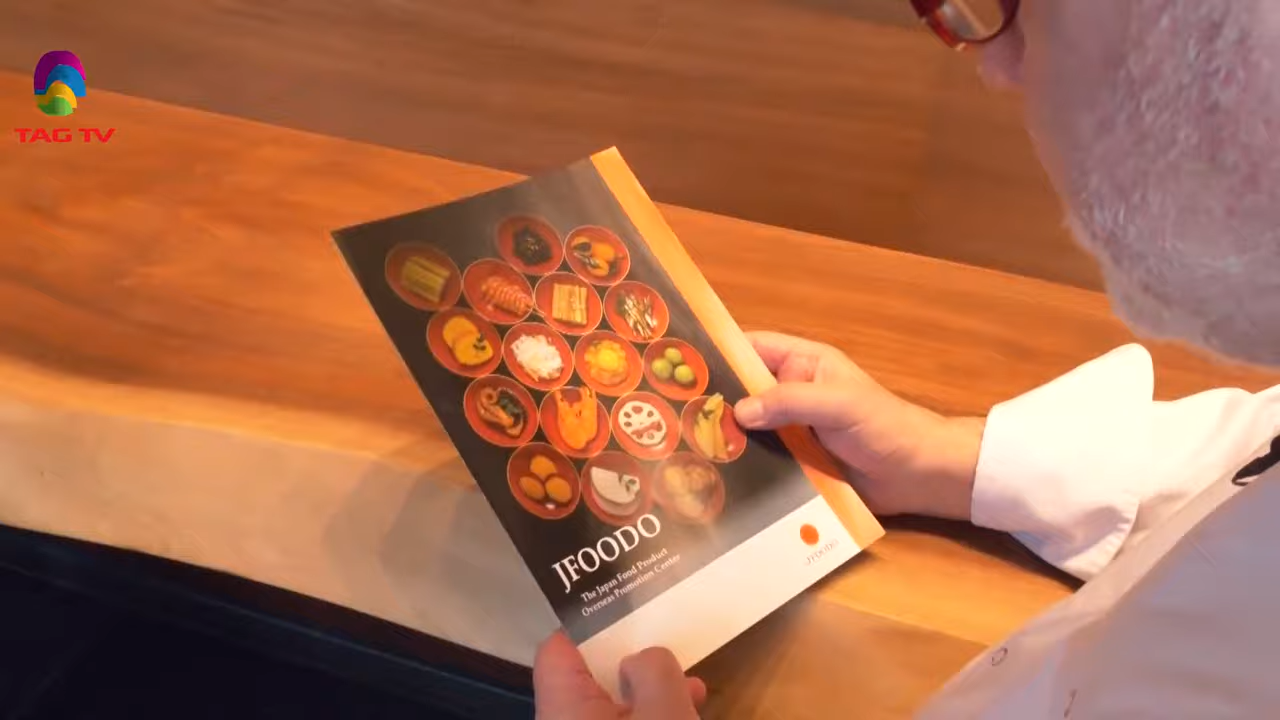 TAG TV
JFOODO
The Japan Food Product
Overseas Promotion Center
JFOODO